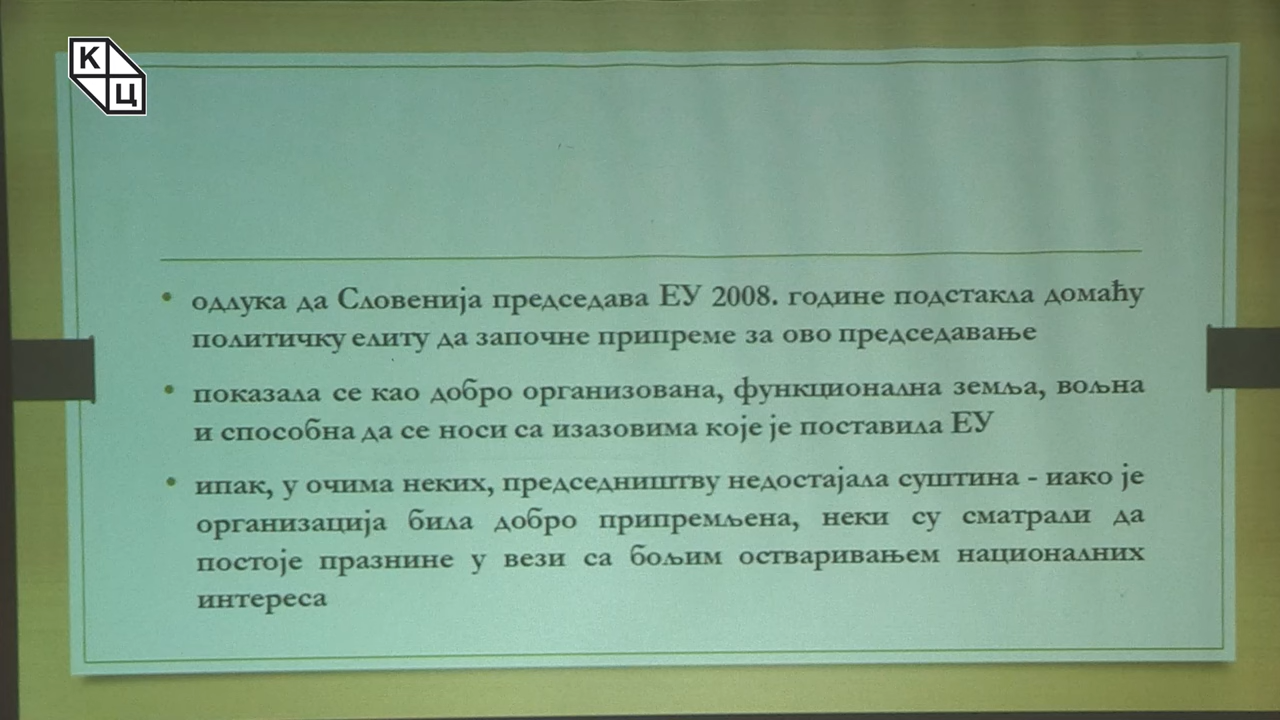 К
Ц
• одлука да Словенија председава ЕУ 2008. године подстакла домаћу
политичку елиту да започне припреме за ово председавање
• показала се као добро организована, функционална земља, вољна
и способна да се носи са изазовима које је поставила ЕУ
• ипак, у очима неких, председништву недостајала суштина - иако је
организација била добро припремљена, неки су сматрали да
постоје празнине у вези са бољим остваривањем националних
интереса